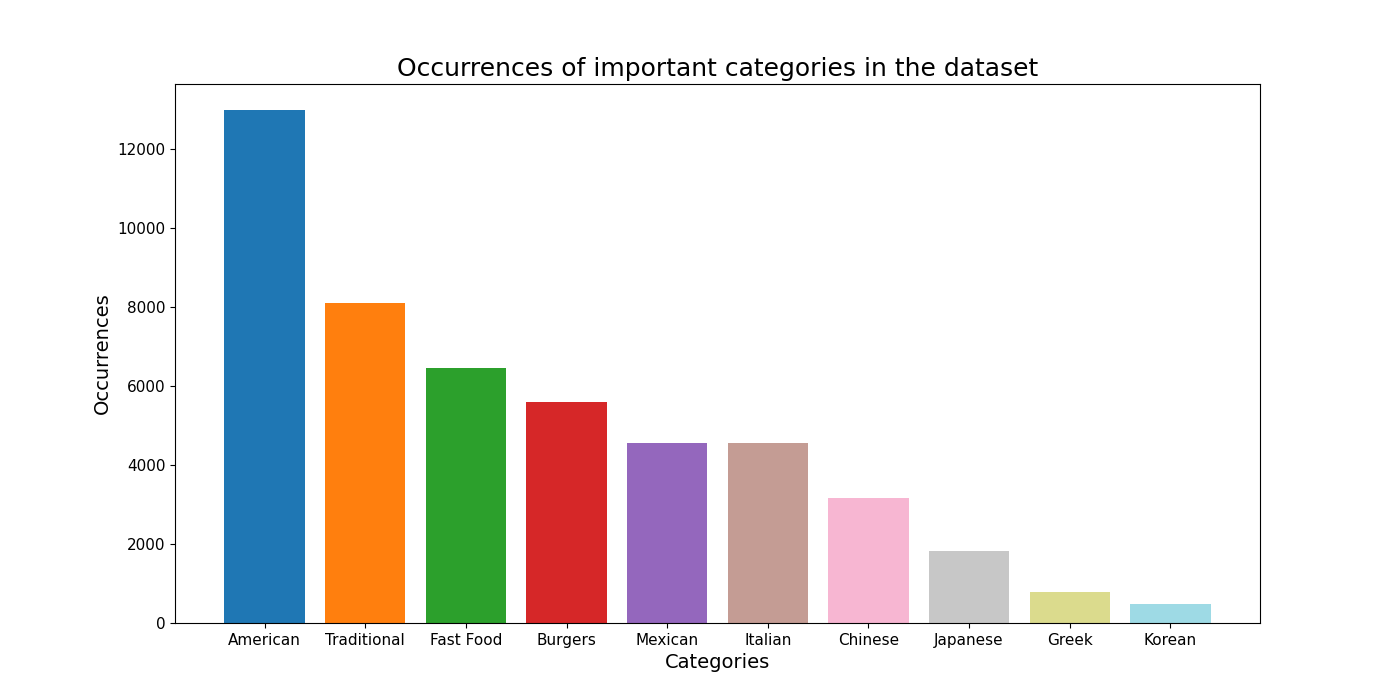 Occurrences of important categories in the dataset
Occurrences
12000
10000
8000
6000
4000
2000
0
American Traditional Fast Food Burgers Mexican Italian Chinese Japanese Greek Korean
Categories